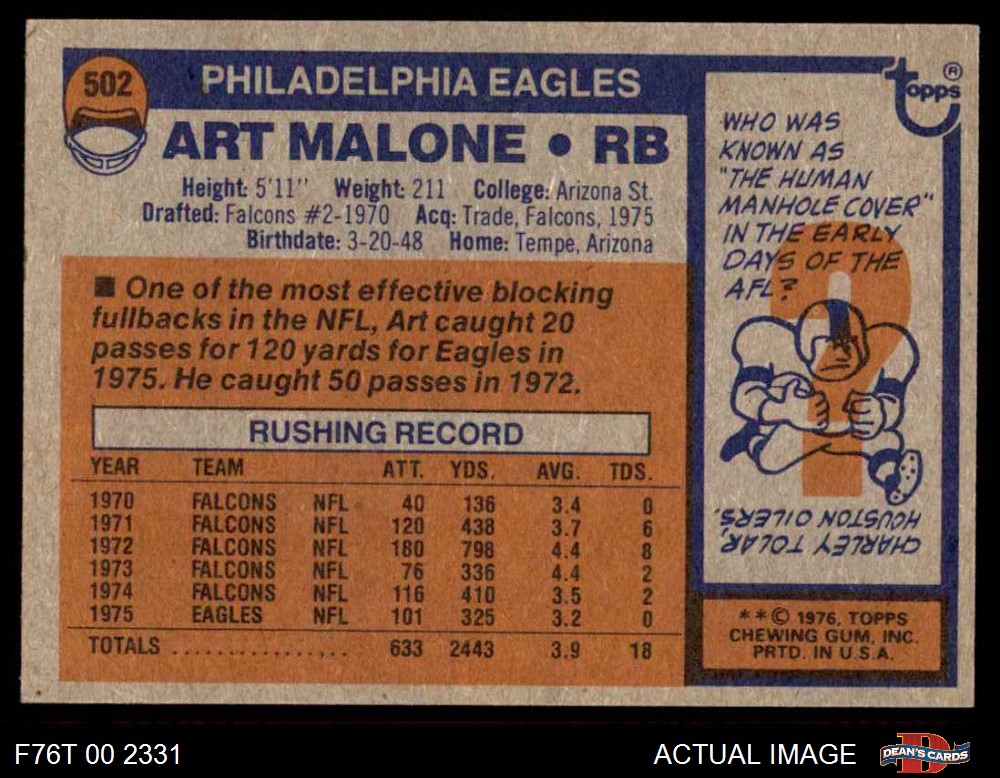 502
PHILADELPHIA EAGLES
ART MALONE • RB
Height: 5'11" Weight: 211 College: Arizona St.
Drafted: Falcons #2-1970 Acq: Trade, Falcons, 1975
Birthdate: 3-20-48 Home: Tempe, Arizona
■ One of the most effective blocking
fullbacks in the NFL, Art caught 20
passes for 120 yards for Eagles in
1975. He caught 50 passes in 1972.
RUSHING RECORD
YEAR TEAM ATT. YDS. AVG. TDS.
1970 FALCONS NFL 40 136 3.4 0
1971 FALCONS NFL 120 438 3.7 6
1972 FALCONS NFL 180 798 4.4 8
1973 FALCONS NFL 76 336 4.4 2
1974 FALCONS NFL 116 410 3.5 2
1975 EAGLES NFL 101 325 3.2 0
TOTALS ................ 633 2443 3.9 18
Topps®
WHO WAS
KNOWN AS
"THE HUMAN
MANHOLE COVER"
IN THE EARLY
DAYS OF THE
AFL?
?
CHARLEY TOLAR,
HOUSTON OILERS.
**© 1976, TOPPS
CHEWING GUM, INC.
PRTD. IN U.S.A.
F76T 00 2331
ACTUAL IMAGE
D
DEAN'S CARDS